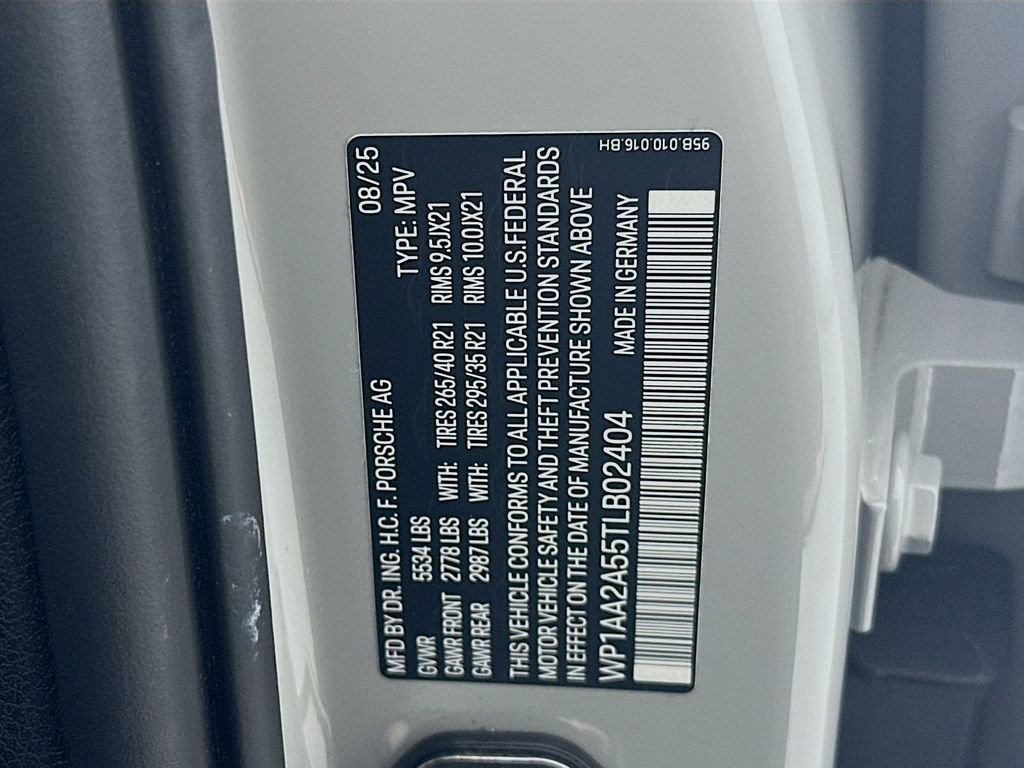 MFD BY DR. ING. H.C. F. PORSCHE AG 08/25
GVWR 5534 LBS TYPE: MPV
GAWR FRONT 2778 LBS WITH: TIRES 265/40 R21 RIMS 9.5JX21
GAWR REAR 2987 LBS WITH: TIRES 295/35 R21 RIMS 10.0JX21
THIS VEHICLE CONFORMS TO ALL APPLICABLE U.S.FEDERAL
MOTOR VEHICLE SAFETY AND THEFT PREVENTION STANDARDS
IN EFFECT ON THE DATE OF MANUFACTURE SHOWN ABOVE
WP1AA2A55TLB02404 MADE IN GERMANY
95B.010.016.BH